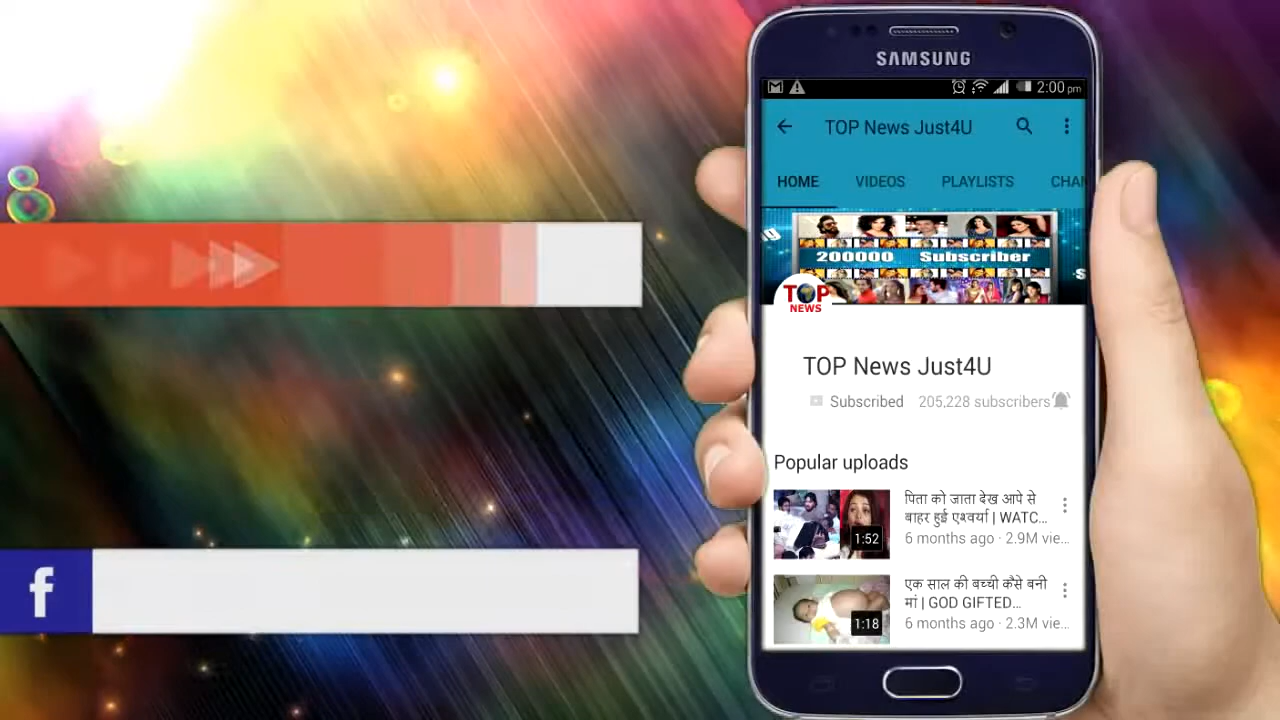 SAMSUNG
2:00 pm
TOP News Just4U
HOME VIDEOS PLAYLISTS CHAN
200000 Subscriber
TOP
NEWS
TOP News Just4U
Subscribed 205,228 subscribers
Popular uploads
पिता को जाता देख आपे से
बाहर हुई एश्वर्या | WATC...
1:52
6 months ago · 2.9M vie...
एक साल की बच्ची कैसे बनी
मां | GOD GIFTED...
1:18
6 months ago · 2.3M vie...
f